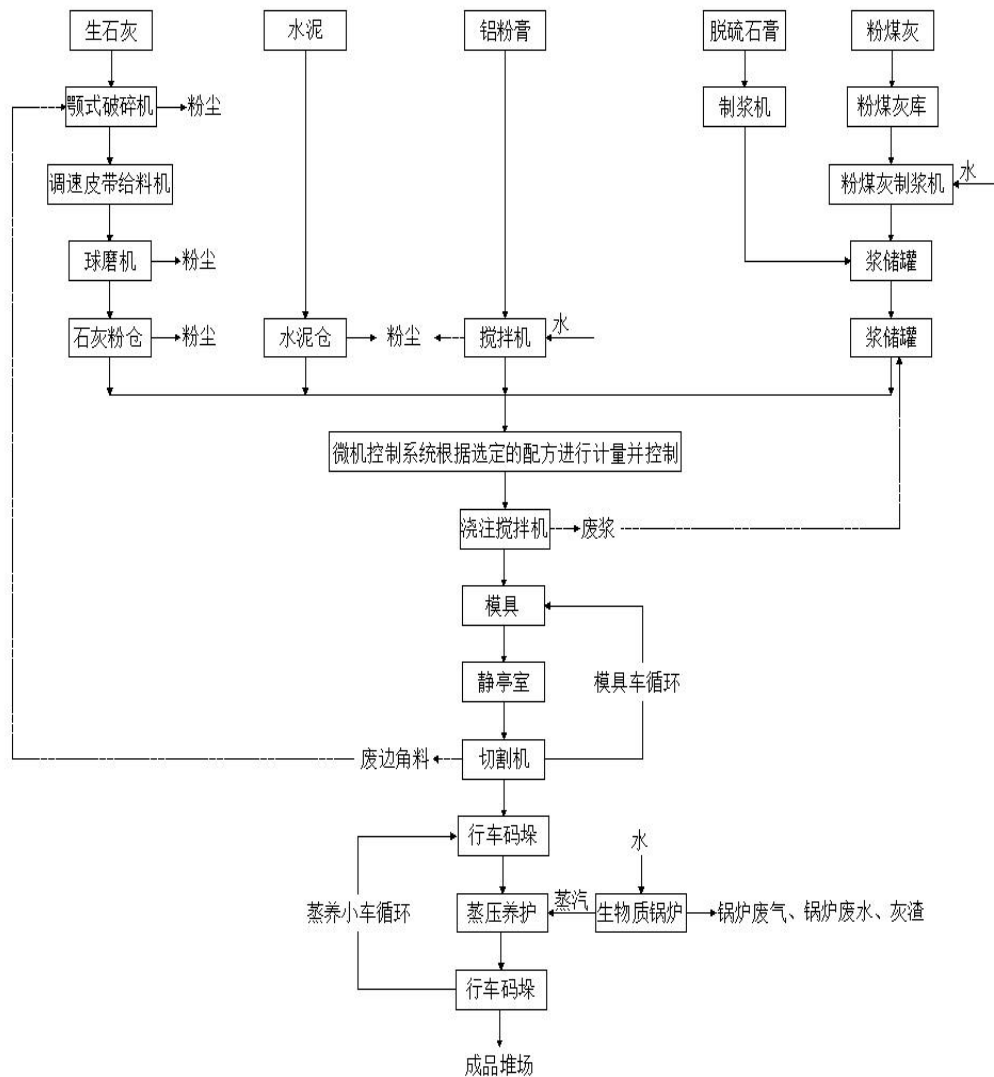 生石灰
水泥
铝粉膏
脱硫石膏
粉煤灰
颚式破碎机
粉尘
制浆机
粉煤灰库
调速皮带给料机
粉煤灰制浆机
水
球磨机
粉尘
浆储罐
石灰粉仓
粉尘
水泥仓
粉尘
搅拌机
水
浆储罐
微机控制系统根据选定的配方进行计量并控制
浇注搅拌机
废浆
模具
静亭室
模具车循环
废边角料
切割机
行车码垛
水
蒸养小车循环
蒸压养护
蒸汽
生物质锅炉
锅炉废气、锅炉废水、灰渣
行车码垛
成品堆场